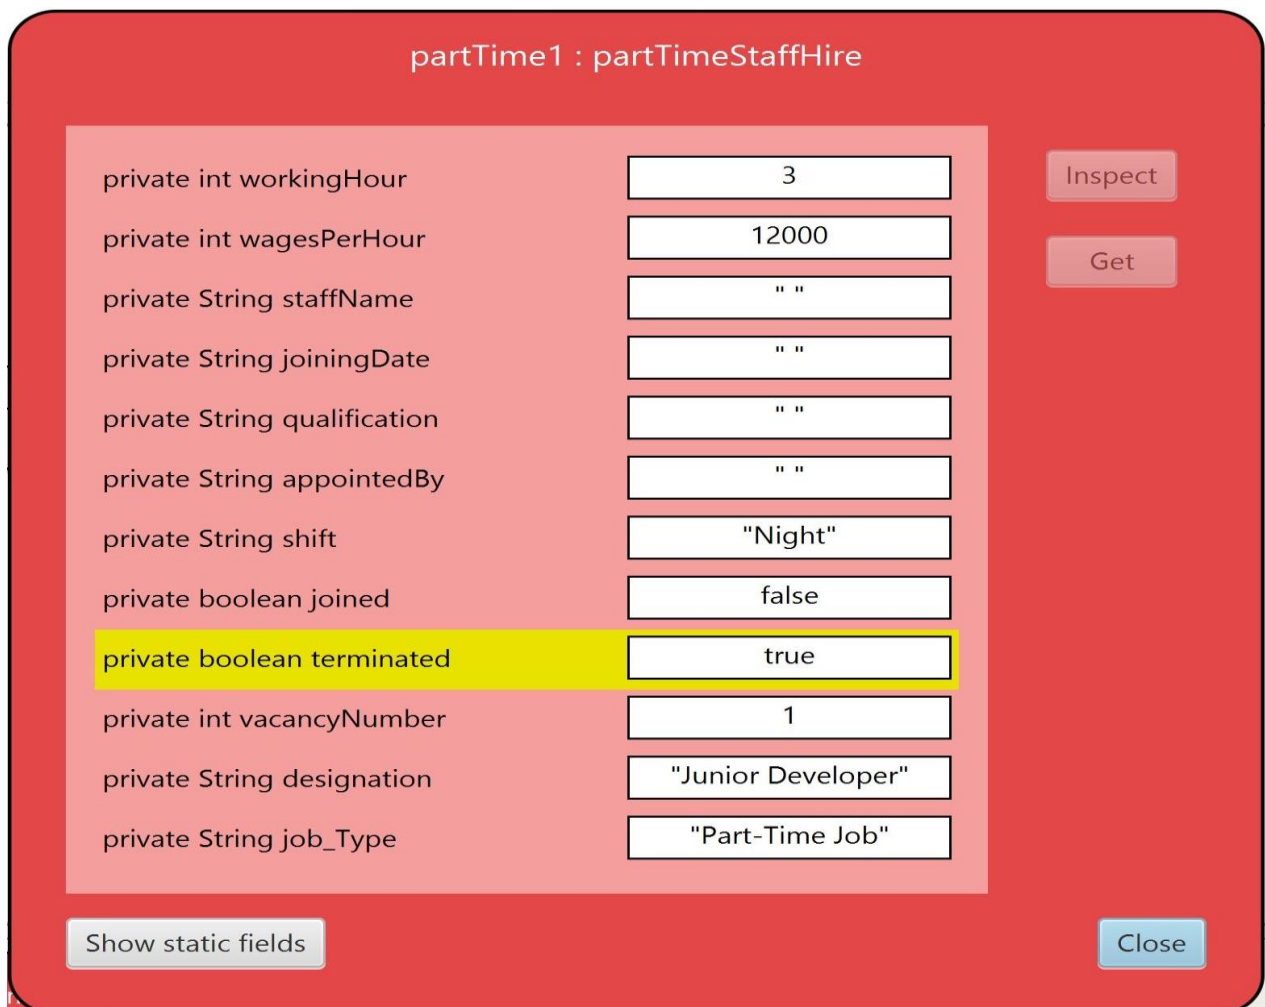 partTime1 : partTimeStaffHire
private int workingHour 3
private int wagesPerHour 12000
private String staffName " "
private String joiningDate " "
private String qualification " "
private String appointedBy " "
private String shift "Night"
private boolean joined false
private boolean terminated true
private int vacancyNumber 1
private String designation "Junior Developer"
private String job_Type "Part-Time Job"
Inspect
Get
Show static fields
Close